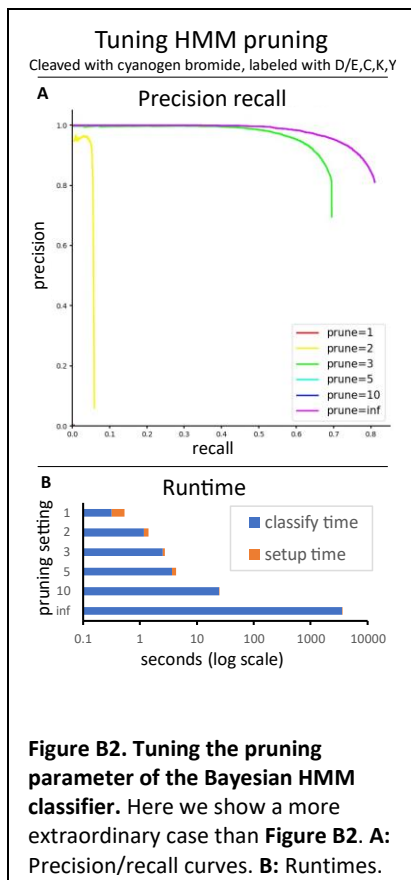 Tuning HMM pruning
Cleaved with cyanogen bromide, labeled with D/E,C,K,Y
A
Precision recall
1.0
0.8
0.6
0.4
0.2
0.0
precision
prune=1
prune=2
prune=3
prune=5
prune=10
prune=inf
0.0 0.1 0.2 0.3 0.4 0.5 0.6 0.7 0.8
recall
B
Runtime
pruning setting
1
2
3
5
10
inf
classify time
setup time
0.1 1 10 100 1000 10000
seconds (log scale)
Figure B2. Tuning the pruning
parameter of the Bayesian HMM
classifier. Here we show a more
extraordinary case than Figure B2. A:
Precision/recall curves. B: Runtimes.